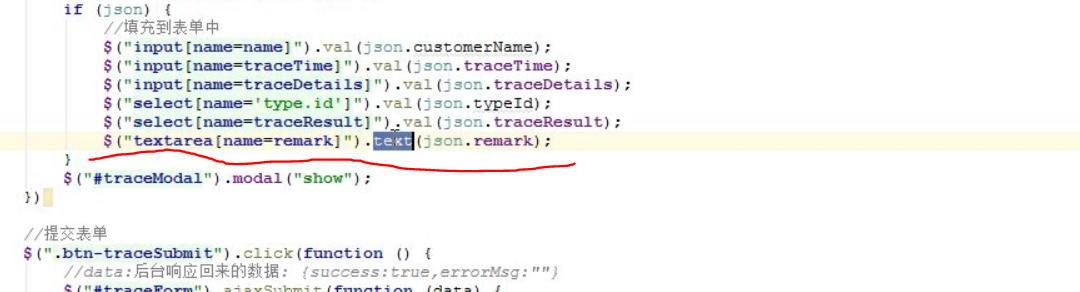 if (json) {
//填充到表单中
$("input[name=name]").val(json.customerName);
$("input[name=traceTime]").val(json.traceTime);
$("input[name=traceDetails]").val(json.traceDetails);
$("select[name='type.id']").val(json.typeId);
$("select[name=traceResult]").val(json.traceResult);
$("textarea[name=remark]").text(json.remark);
}
$("#traceModal").modal("show");
})
//提交表单
$(".btn-traceSubmit").click(function () {
//data:后台响应回来的数据: {success:true,errorMsg:""}
$("#traceForm").ajaxSubmit(function (data) {